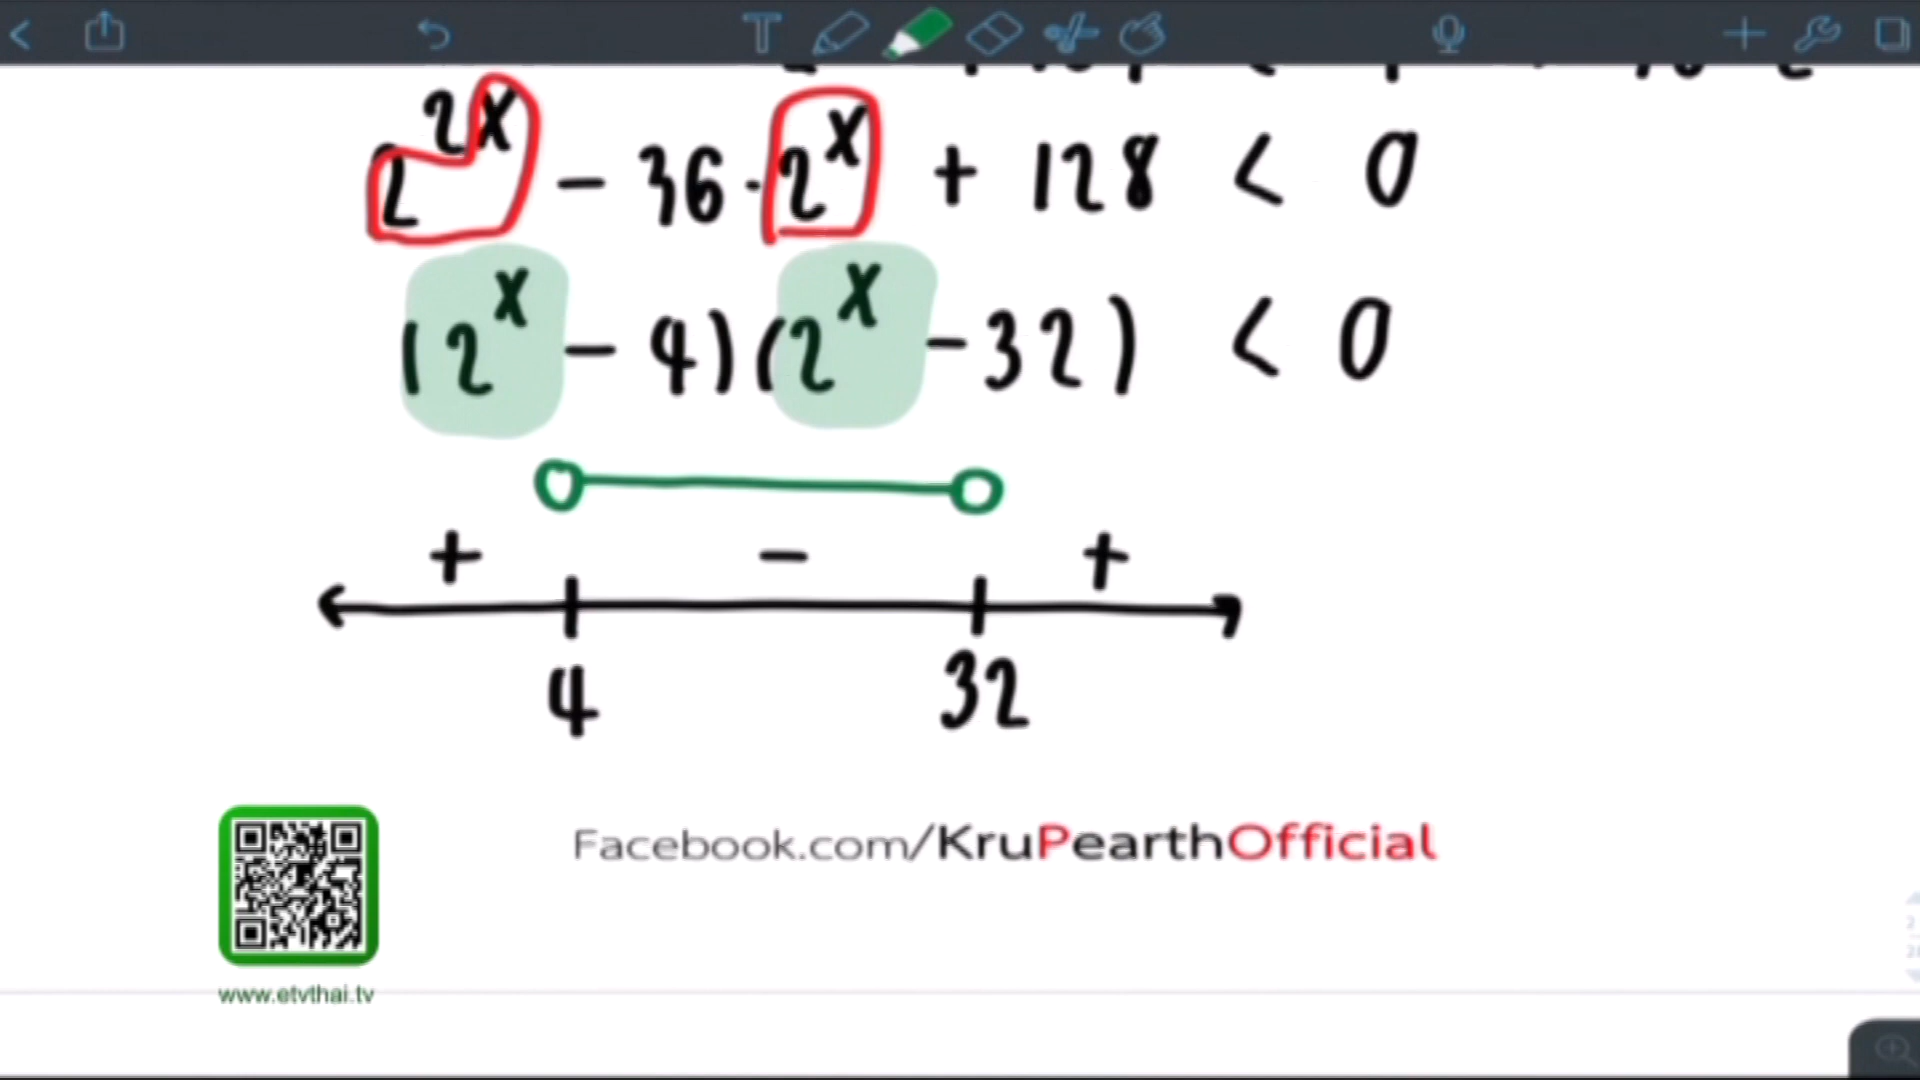 2^{2x} - 36 · 2^x + 128 < 0
(2^x - 4)(2^x - 32) < 0
+ - +
4 32
Facebook.com/KruPearthOfficial
www.etvthai.tv